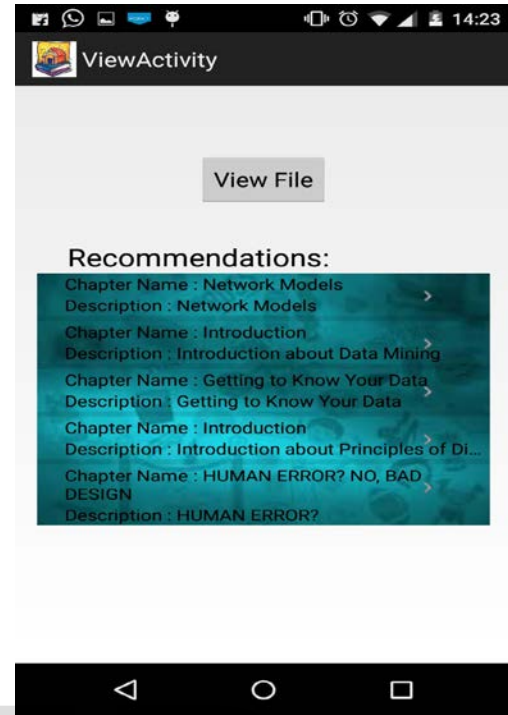 14:23
ViewActivity
View File
Recommendations:
Chapter Name : Network Models
Description : Network Models
Chapter Name : Introduction
Description : Introduction about Data Mining
Chapter Name : Getting to Know Your Data
Description : Getting to Know Your Data
Chapter Name : Introduction
Description : Introduction about Principles of Di...
Chapter Name : HUMAN ERROR? NO, BAD
DESIGN
Description : HUMAN ERROR?